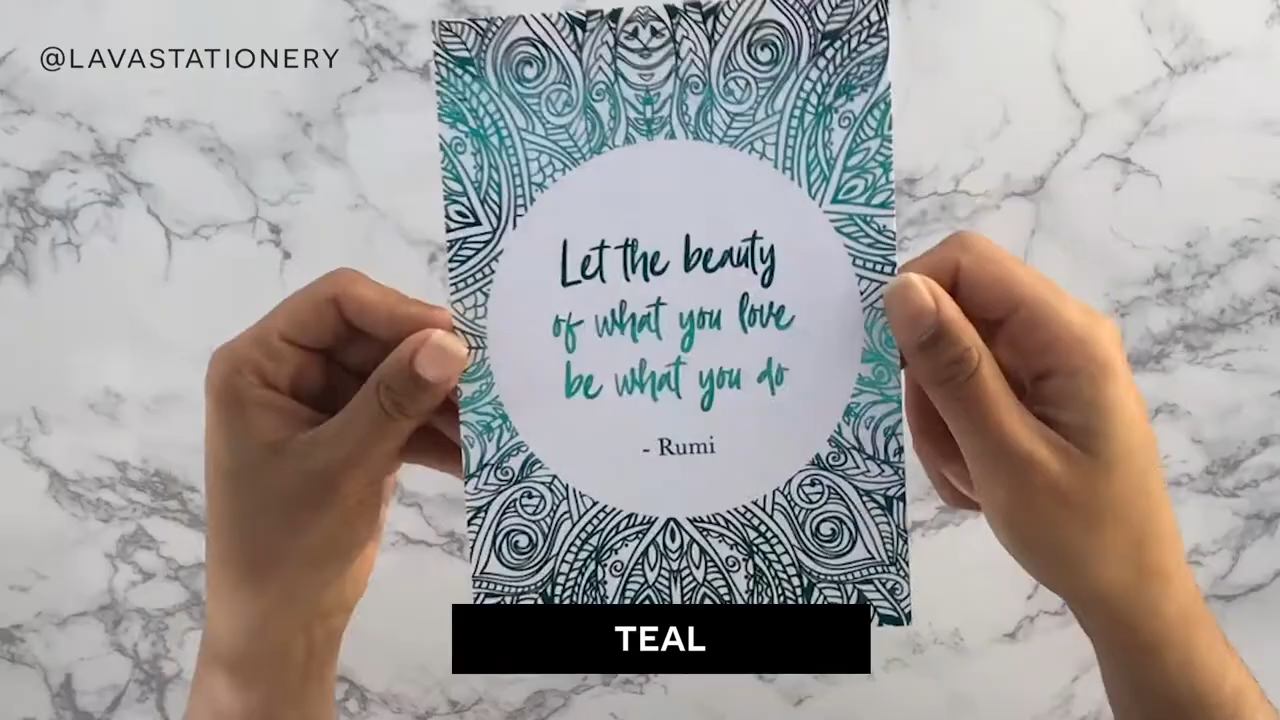 @LAVASTATIONERY
Let the beauty
of what you love
be what you do
- Rumi
TEAL